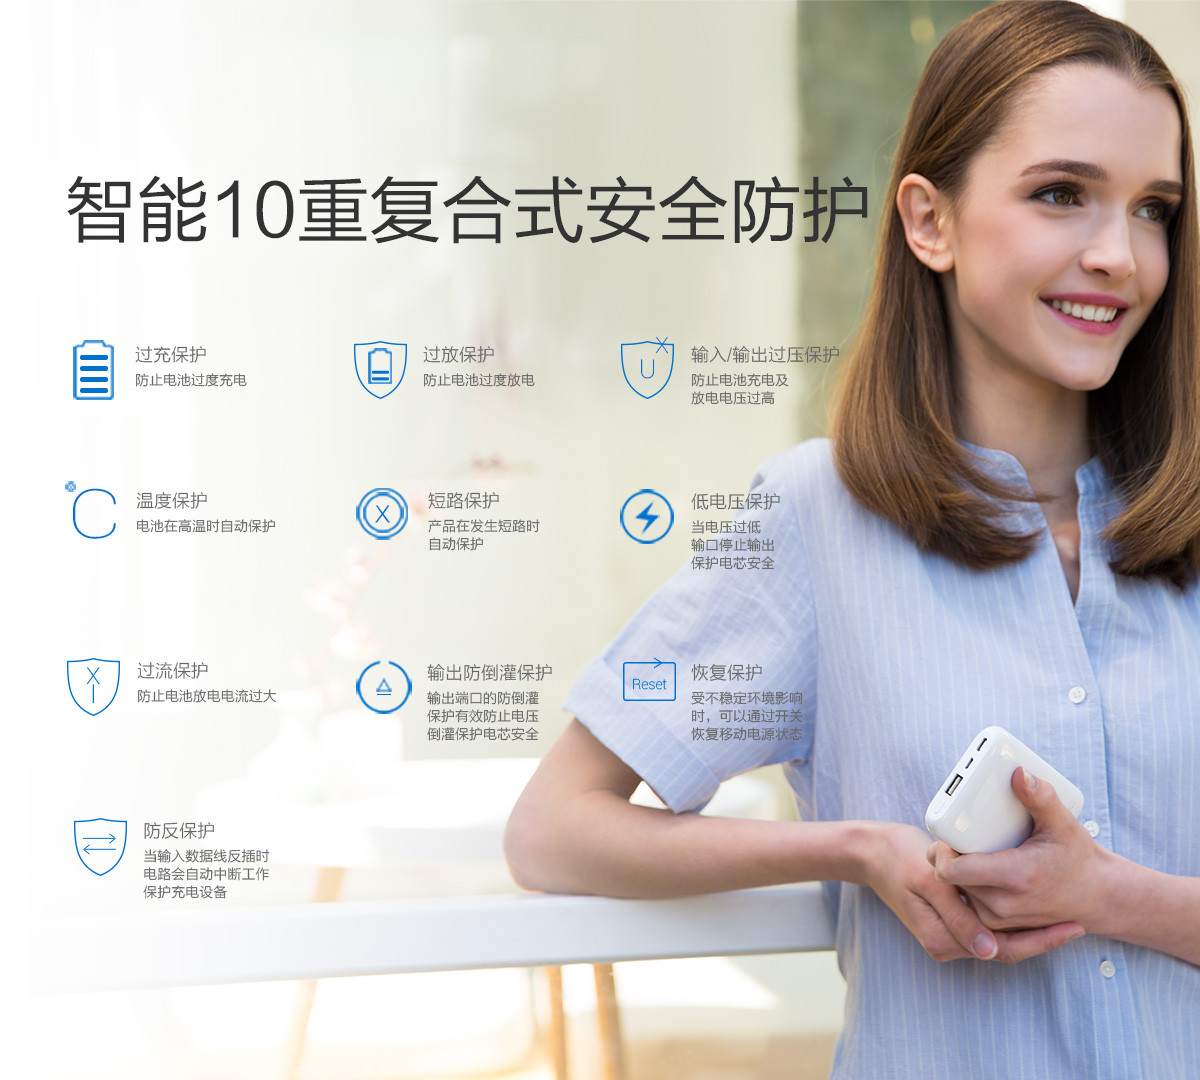 智能10重复合式安全防护
过充保护
防止电池过度充电
过放保护
防止电池过度放电
X
U
输入/输出过压保护
防止电池充电及
放电电压过高
C
温度保护
电池在高温时自动保护
X
短路保护
产品在发生短路时
自动保护
低电压保护
当电压过低
输口停止输出
保护电芯安全
X
I
过流保护
防止电池放电电流过大
输出防倒灌保护
输出端口的防倒灌
保护有效防止电压
倒灌保护电芯安全
Reset
恢复保护
受不稳定环境影响
时，可以通过开关
恢复移动电源状态
防反保护
当输入数据线反插时
电路会自动中断工作
保护充电设备